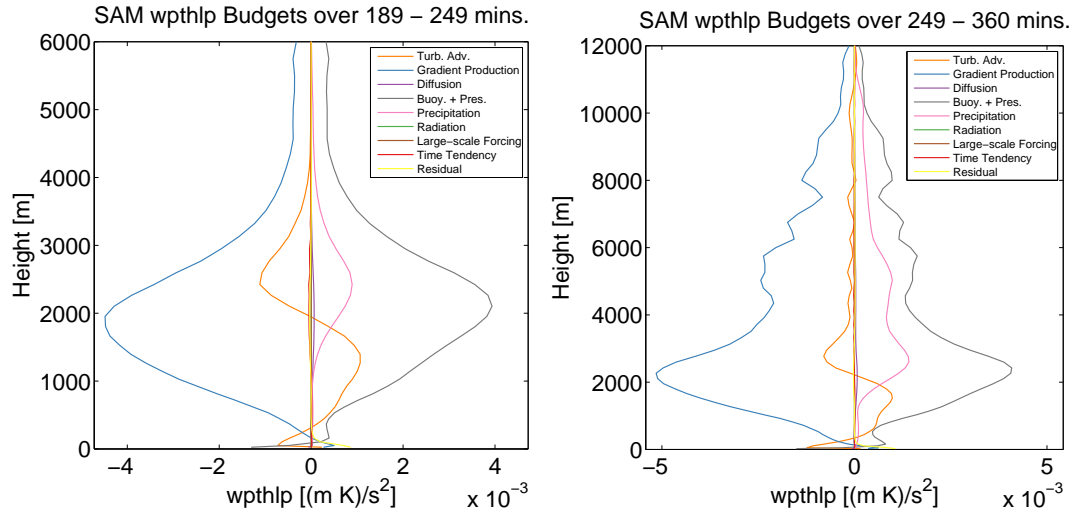 SAM wpthlp Budgets over 189 − 249 mins.
6000
5000
4000
3000
2000
1000
0
Height [m]
−4
−2
0
2
4
wpthlp [(m K)/s²]
x 10⁻³
Turb. Adv.
Gradient Production
Diffusion
Buoy. + Pres.
Precipitation
Radiation
Large−scale Forcing
Time Tendency
Residual
SAM wpthlp Budgets over 249 − 360 mins.
12000
10000
8000
6000
4000
2000
0
Height [m]
−5
0
5
wpthlp [(m K)/s²]
x 10⁻³
Turb. Adv.
Gradient Production
Diffusion
Buoy. + Pres.
Precipitation
Radiation
Large−scale Forcing
Time Tendency
Residual